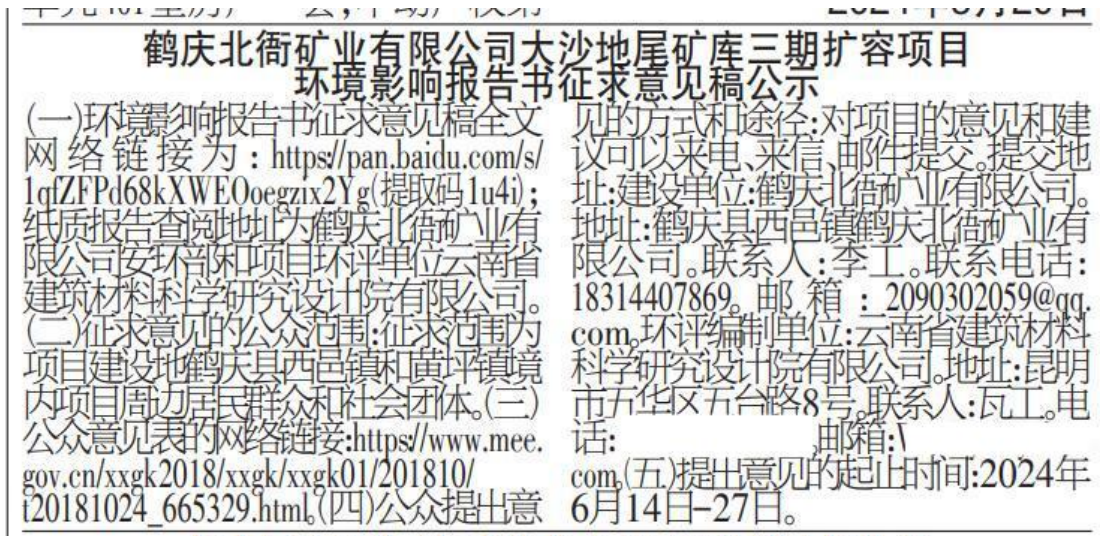 鹤庆北衙矿业有限公司大沙地尾矿库三期扩容项目
环境影响报告书征求意见稿公示
(一)环境影响报告书征求意见稿全文
网络链接为:https://pan.baidu.com/s/
1qfZFPd68kXWEOoegzix2Yg(提取码1u4i);
纸质报告查阅地址为鹤庆北衙矿业有
限公司安环部和项目环评单位云南省
建筑材料科学研究设计院有限公司。
(二)征求意见的公众范围:征求范围为
项目建设地鹤庆县西邑镇和黄坪镇境
内项目周边居民群众和社会团体。(三)
公众意见表的网络链接:https://www.mee.
gov.cn/xxgk2018/xxgk/xxgk01/201810/
t20181024_665329.html。(四)公众提出意
见的方式和途径:对项目的意见和建
议可以来电、来信、邮件提交。提交地
址:建设单位:鹤庆北衙矿业有限公司。
地址:鹤庆县西邑镇鹤庆北衙矿业有
限公司。联系人:李工。联系电话:
18314407869。邮箱:2090302059@qq.
com。环评编制单位:云南省建筑材料
科学研究设计院有限公司。地址:昆明
市五华区五台路8号。联系人:瓦工。电
话: ,邮箱:
com。(五)提出意见的起止时间:2024年
6月14日-27日。